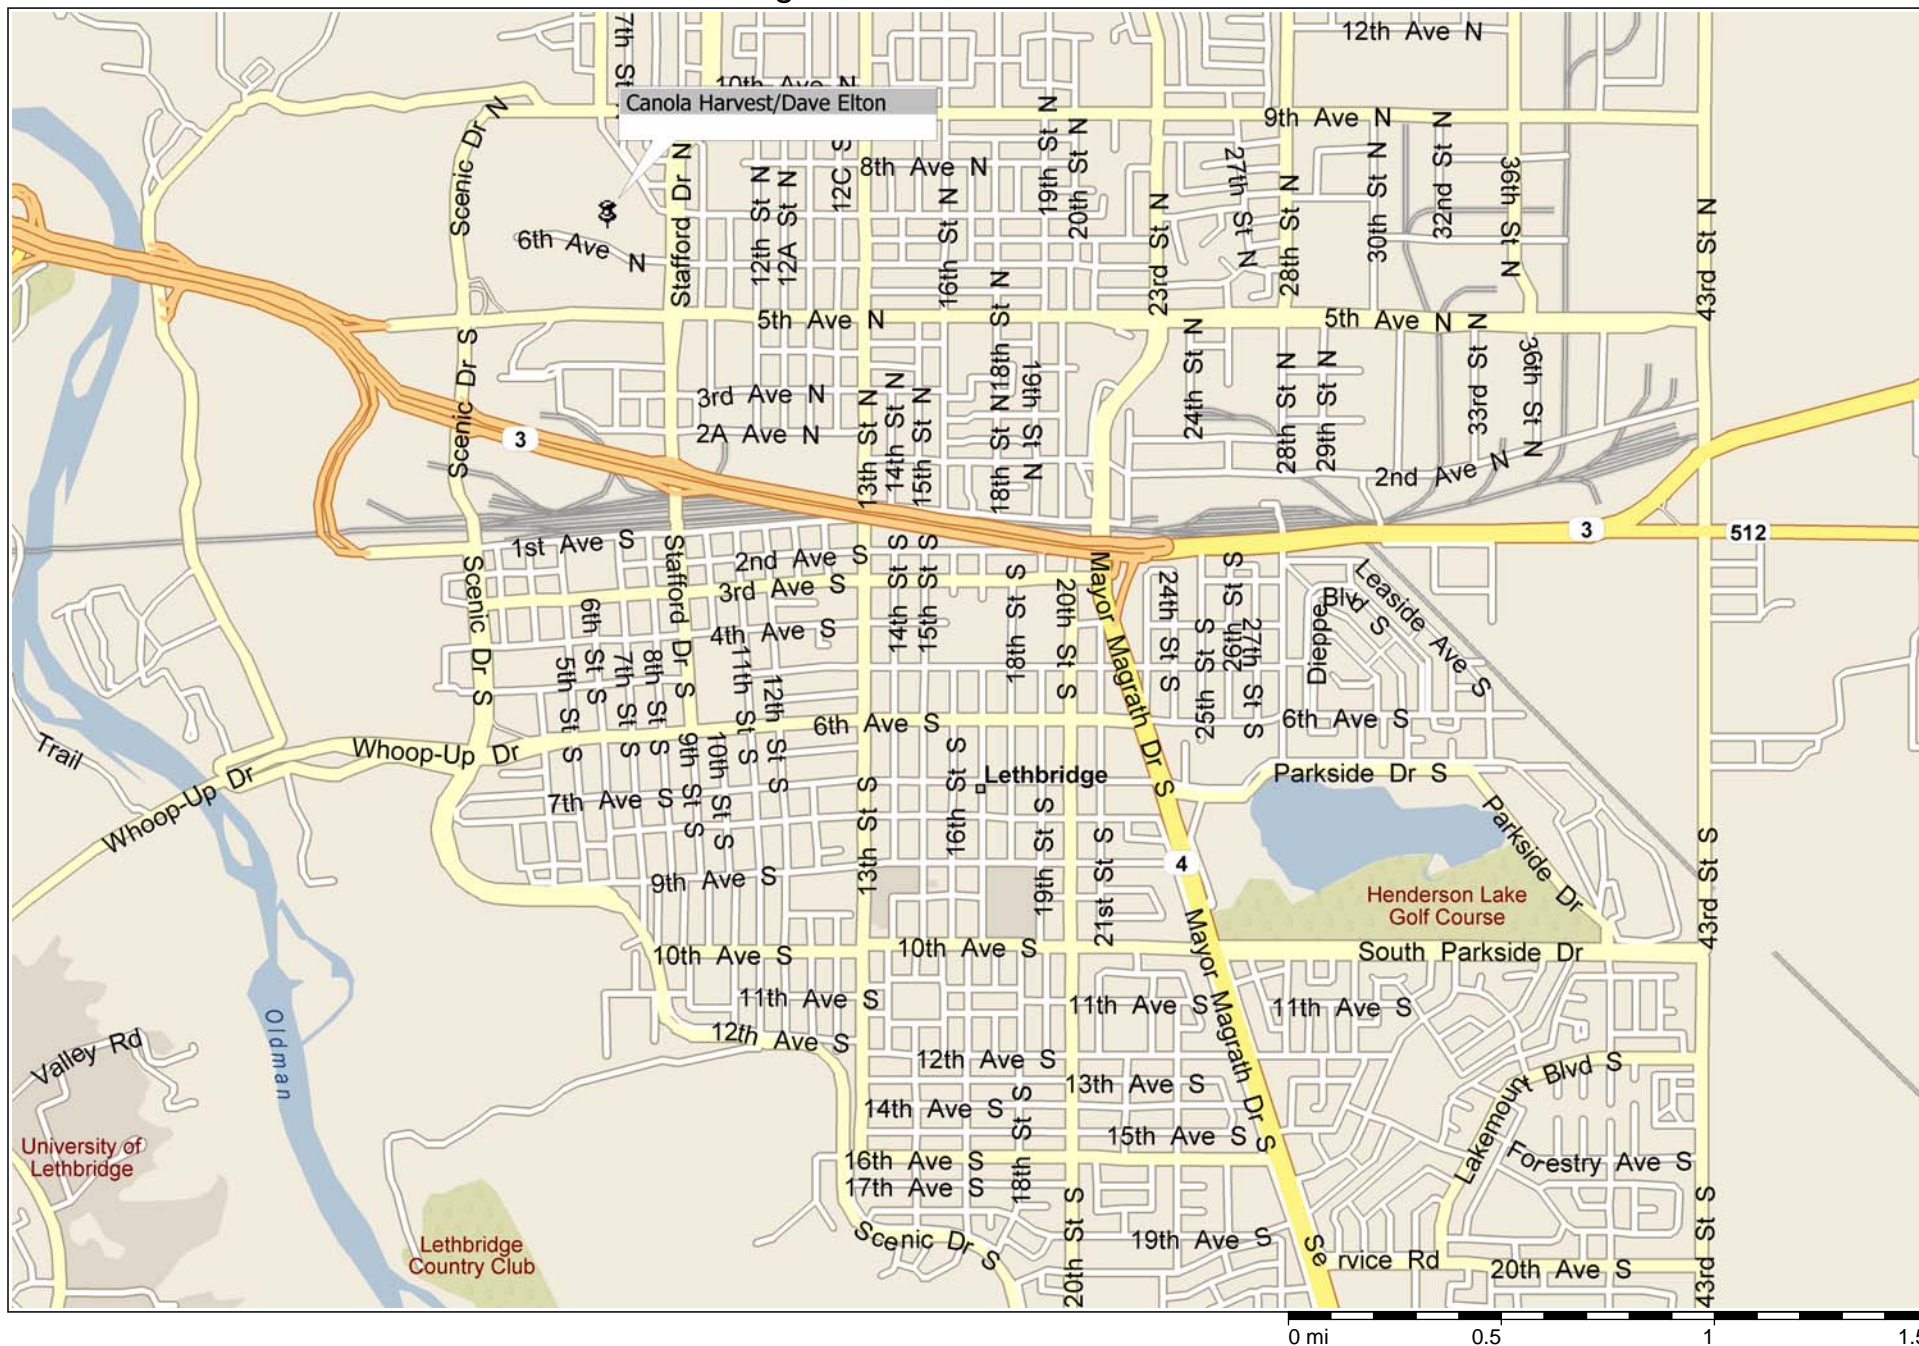 g
12th Ave N
7th St
10th Ave N
Canola Harvest/Dave Elton
9th Ave N
Scenic Dr N
8th Ave N
Stafford Dr N
12th St N
12A St N
12C S
16th St N
19th St N
20th St N
23rd St N
27th St N
28th St N
30th St N
32nd St N
36th St N
43rd St N
6th Ave N
5th Ave N
5th Ave N
18th St N
24th St N
33rd St N
36th St N
Scenic Dr S
3rd Ave N
2A Ave N
3
13th St N
14th St N
15th St N
18th St N
19th St N
28th St N
29th St N
2nd Ave N
3
512
1st Ave S
2nd Ave S
3rd Ave S
4th Ave S
Scenic Dr S
Stafford Dr S
5th St S
6th St S
7th St S
8th St S
9th St S
10th St S
11th St S
12th St S
14th St S
15th St S
18th St S
20th St S
Mayor Magrath Dr S
24th St S
25th St S
26th St S
27th St S
Dieppe Blvd S
Leaside Ave S
6th Ave S
6th Ave S
Trail
Whoop-Up Dr
Whoop-Up Dr
7th Ave S
13th St S
16th St S
Lethbridge
19th St S
21st St S
Parkside Dr S
Parkside Dr
4
43rd St S
9th Ave S
Henderson Lake
Golf Course
10th Ave S
10th Ave S
South Parkside Dr
Mayor Magrath Dr S
11th Ave S
11th Ave S
11th Ave S
Oldman
Valley Rd
12th Ave S
12th Ave S
13th Ave S
14th Ave S
15th Ave S
18th St S
Lakemount Blvd S
Forestry Ave S
University of
Lethbridge
16th Ave S
17th Ave S
Scenic Dr S
20th St S
19th Ave S
Service Rd
20th Ave S
43rd St S
Lethbridge
Country Club
0 mi 0.5 1 1.5